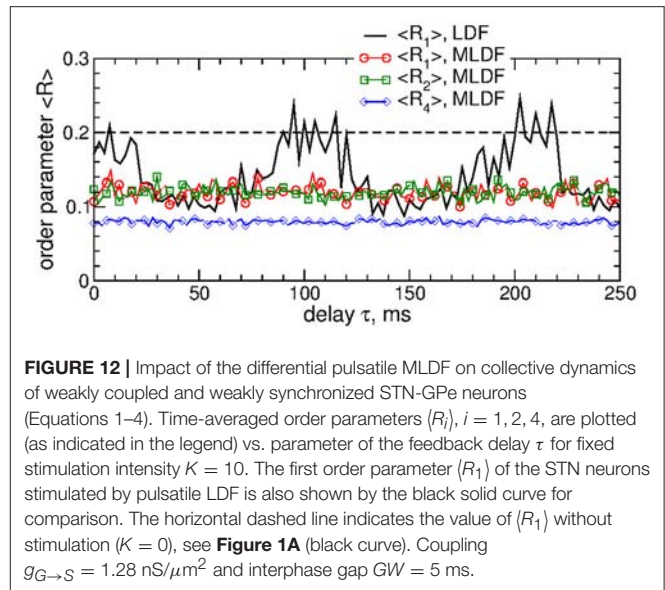 <R₁>, LDF
<R₁>, MLDF
<R₂>, MLDF
<R₄>, MLDF
order parameter <R>
0.3
0.2
0.1
0
0 50 100 150 200 250
delay τ, ms
FIGURE 12 | Impact of the differential pulsatile MLDF on collective dynamics
of weakly coupled and weakly synchronized STN-GPe neurons
(Equations 1–4). Time-averaged order parameters ⟨Rᵢ⟩, i = 1, 2, 4, are plotted
(as indicated in the legend) vs. parameter of the feedback delay τ for fixed
stimulation intensity K = 10. The first order parameter ⟨R₁⟩ of the STN neurons
stimulated by pulsatile LDF is also shown by the black solid curve for
comparison. The horizontal dashed line indicates the value of ⟨R₁⟩ without
stimulation (K = 0), see Figure 1A (black curve). Coupling
g_{G→S} = 1.28 nS/μm² and interphase gap GW = 5 ms.